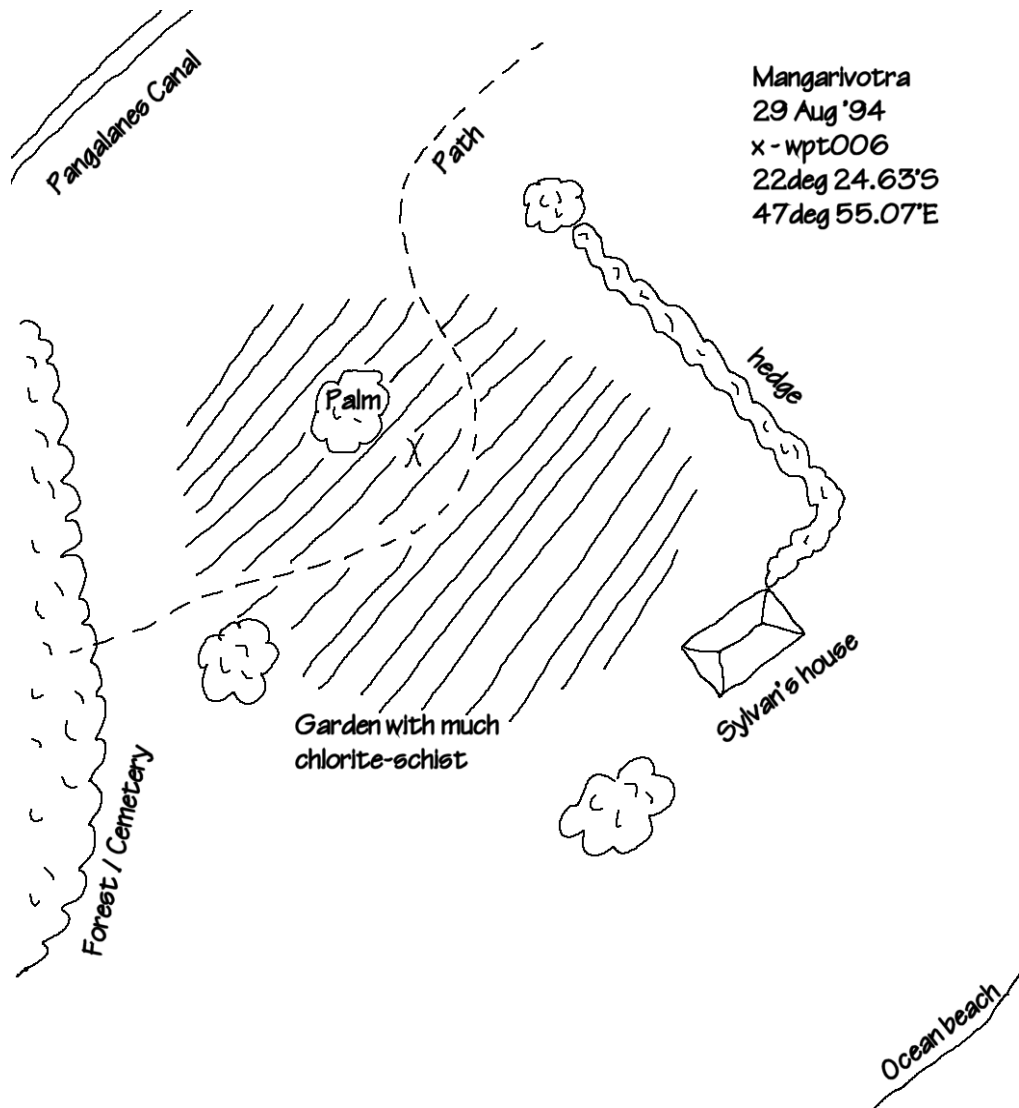 Pangalanes Canal
Path
Mangarivotra
29 Aug '94
x - wpt006
22deg 24.63'S
47deg 55.07'E
hedge
Palm
X
Sylvan's house
Garden with much
chlorite-schist
Forest / Cemetery
Ocean beach